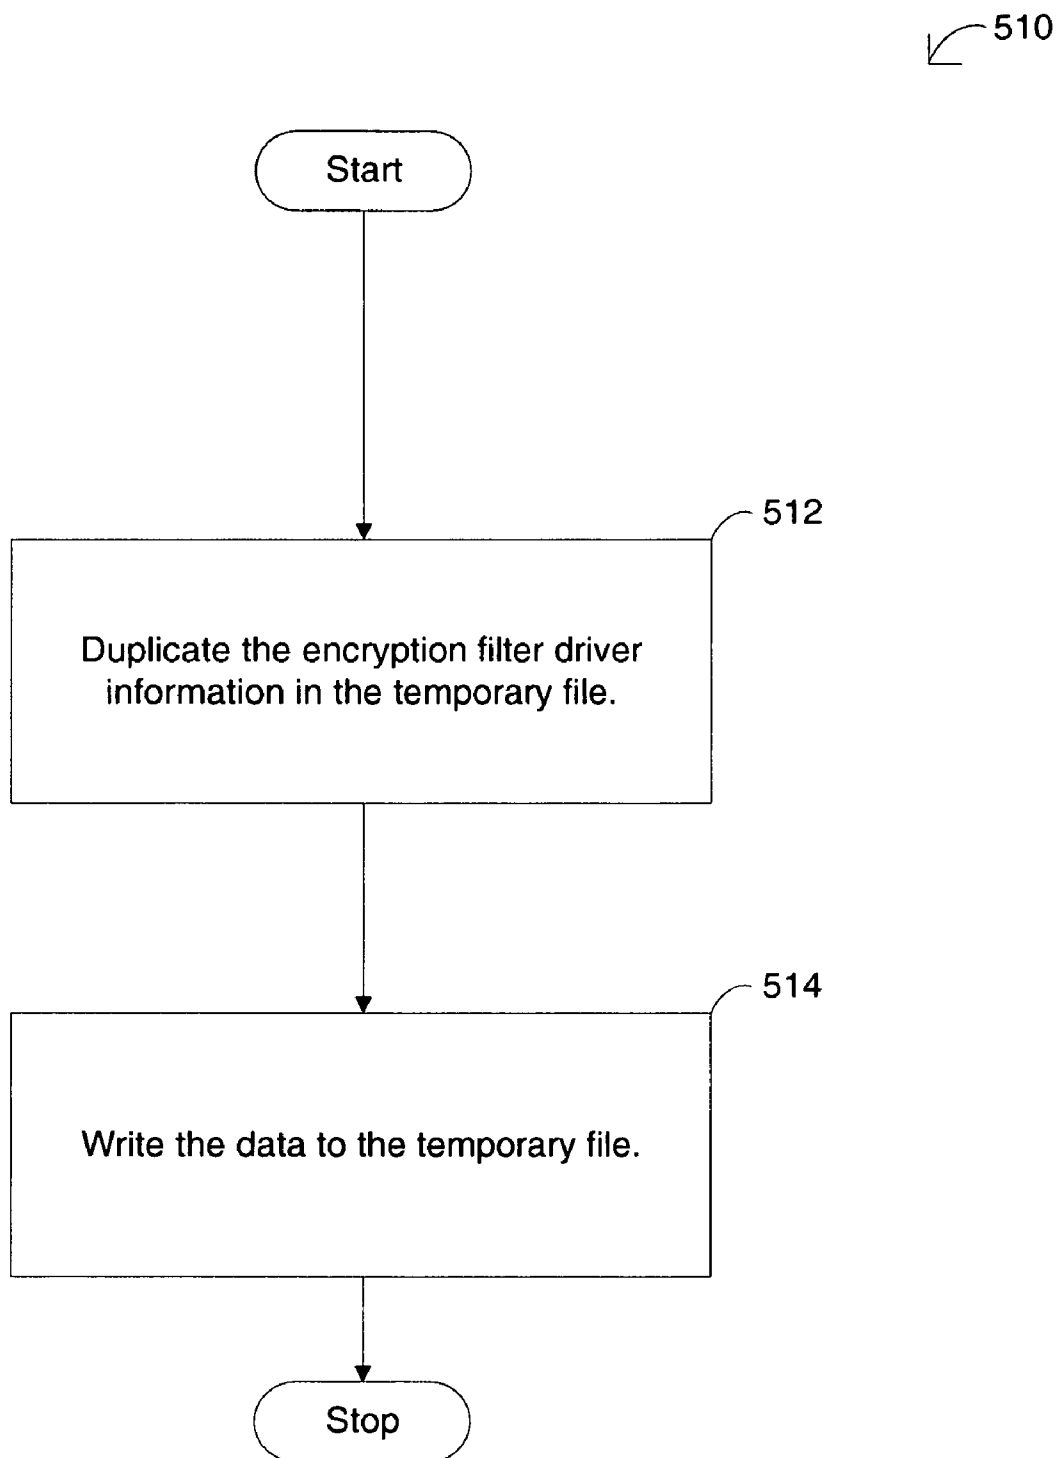 510
Start
512
Duplicate the encryption filter driver
information in the temporary file.
514
Write the data to the temporary file.
Stop